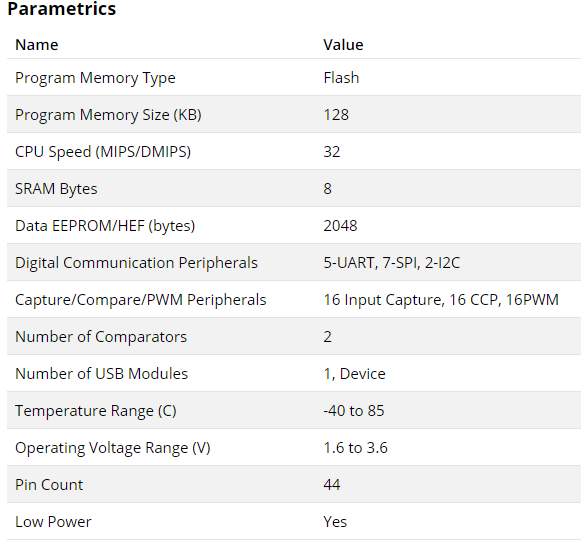 Parametrics
Name Value
Program Memory Type Flash
Program Memory Size (KB) 128
CPU Speed (MIPS/DMIPS) 32
SRAM Bytes 8
Data EEPROM/HEF (bytes) 2048
Digital Communication Peripherals 5-UART, 7-SPI, 2-I2C
Capture/Compare/PWM Peripherals 16 Input Capture, 16 CCP, 16PWM
Number of Comparators 2
Number of USB Modules 1, Device
Temperature Range (C) -40 to 85
Operating Voltage Range (V) 1.6 to 3.6
Pin Count 44
Low Power Yes